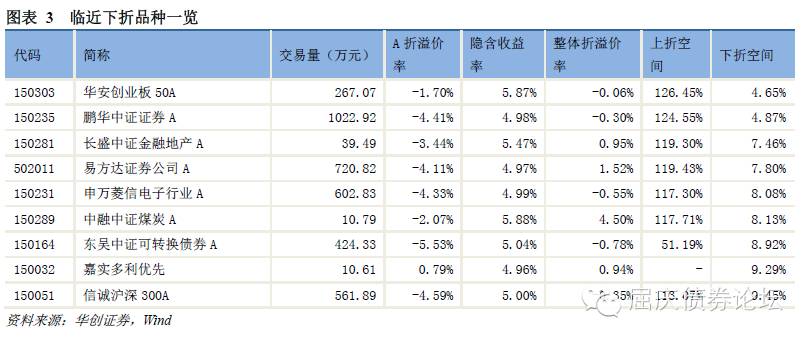 图表 3 临近下折品种一览
代码 简称 交易量（万元） A 折溢价率 隐含收益率 整体折溢价率 上折空间 下折空间
150303 华安创业板 50A 267.07 -1.70% 5.87% -0.06% 126.45% 4.65%
150235 鹏华中证证券 A 1022.92 -4.41% 4.98% -0.30% 124.55% 4.87%
150281 长盛中证金融地产 A 39.49 -3.44% 5.47% 0.95% 119.30% 7.46%
502011 易方达证券公司 A 720.82 -4.11% 4.97% 1.52% 119.43% 7.80%
150231 申万菱信电子行业 A 602.83 -4.33% 4.99% -0.55% 117.30% 8.08%
150289 中融中证煤炭 A 10.79 -2.07% 5.88% 4.50% 117.71% 8.13%
150164 东吴中证可转换债券 A 424.33 -5.53% 5.04% -0.78% 51.19% 8.92%
150032 嘉实多利优先 10.61 0.79% 4.96% 0.94% - 9.29%
150051 信诚沪深 300A 561.89 -4.59% 5.00% 9.45%
屈庆债券论坛
资料来源：华创证券，Wind